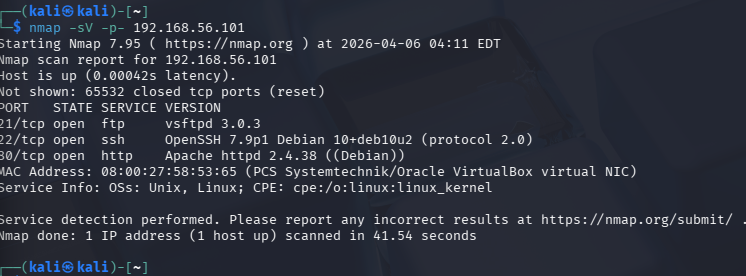 ┌──(kali㉿kali)-[~]
└─$ nmap -sV -p- 192.168.56.101
Starting Nmap 7.95 ( https://nmap.org ) at 2026-04-06 04:11 EDT
Nmap scan report for 192.168.56.101
Host is up (0.00042s latency).
Not shown: 65532 closed tcp ports (reset)
PORT   STATE SERVICE VERSION
21/tcp open  ftp     vsftpd 3.0.3
22/tcp open  ssh     OpenSSH 7.9p1 Debian 10+deb10u2 (protocol 2.0)
80/tcp open  http    Apache httpd 2.4.38 ((Debian))
MAC Address: 08:00:27:58:53:65 (PCS Systemtechnik/Oracle VirtualBox virtual NIC)
Service Info: OSs: Unix, Linux; CPE: cpe:/o:linux:linux_kernel

Service detection performed. Please report any incorrect results at https://nmap.org/submit/ .
Nmap done: 1 IP address (1 host up) scanned in 41.54 seconds

┌──(kali㉿kali)-[~]